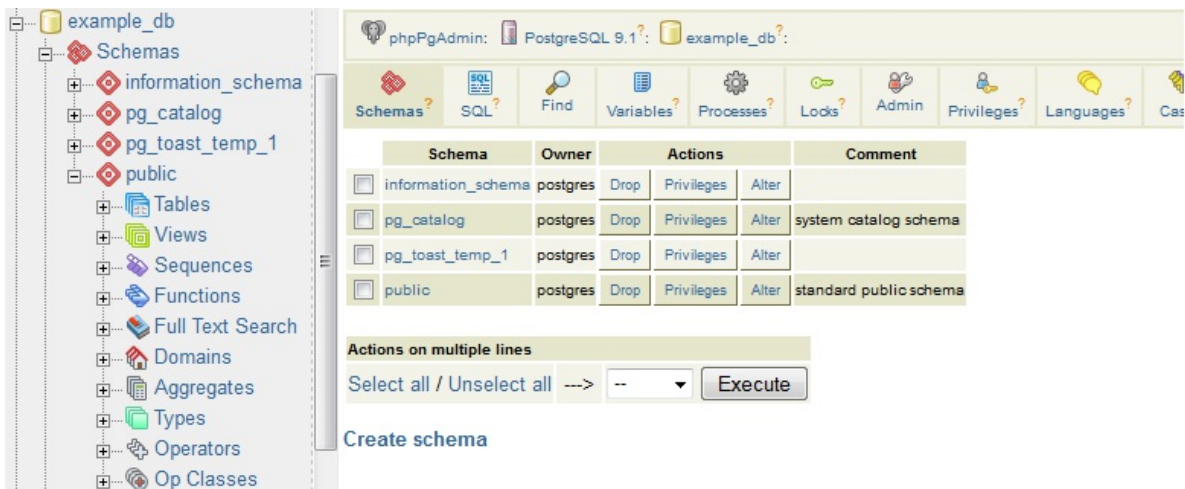 example_db
Schemas
information_schema
pg_catalog
pg_toast_temp_1
public
Tables
Views
Sequences
Functions
Full Text Search
Domains
Aggregates
Types
Operators
Op Classes
phpPgAdmin: PostgreSQL 9.1?: example_db?:
Schemas? SQL? Find Variables? Processes? Locks? Admin Privileges? Languages? Cas
Schema Owner Actions Comment
information_schema postgres Drop Privileges Alter
pg_catalog postgres Drop Privileges Alter system catalog schema
pg_toast_temp_1 postgres Drop Privileges Alter
public postgres Drop Privileges Alter standard public schema
Actions on multiple lines
Select all / Unselect all ---> -- Execute
Create schema